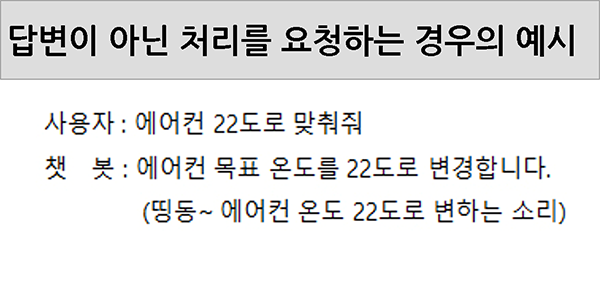 답변이 아닌 처리를 요청하는 경우의 예시
사용자 : 에어컨 22도로 맞춰줘
챗 봇 : 에어컨 목표 온도를 22도로 변경합니다.
(띵동~ 에어컨 온도 22도로 변하는 소리)